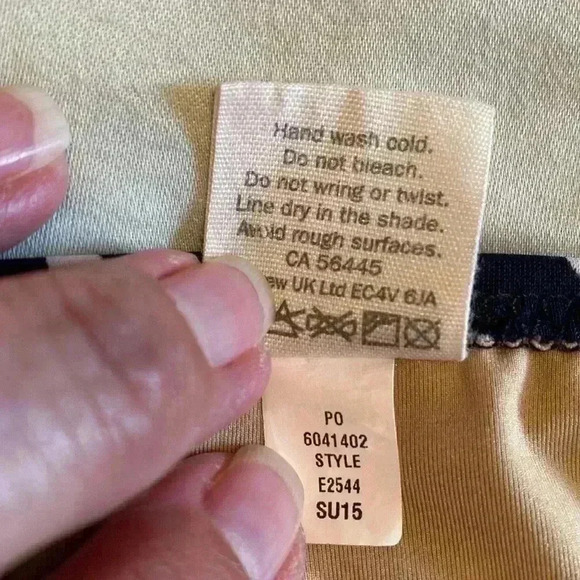 Hand wash cold.
Do not bleach.
Do not wring or twist.
Line dry in the shade.
Avoid rough surfaces.
CA 56445
UK Ltd EC4V 6JA
PO
6041402
STYLE
E2544
SU15